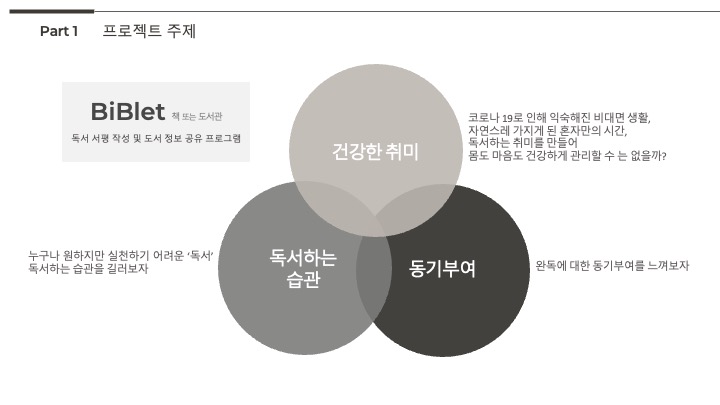 Part 1 프로젝트 주제
BiBlet 책 또는 도서관
독서 서평 작성 및 도서 정보 공유 프로그램
건강한 취미
코로나 19로 인해 익숙해진 비대면 생활,
자연스레 가지게 된 혼자만의 시간,
독서하는 취미를 만들어
몸도 마음도 건강하게 관리할 수 는 없을까?
누구나 원하지만 실천하기 어려운 ‘독서’
독서하는 습관을 길러보자
독서하는
습관
동기부여
완독에 대한 동기부여를 느껴보자